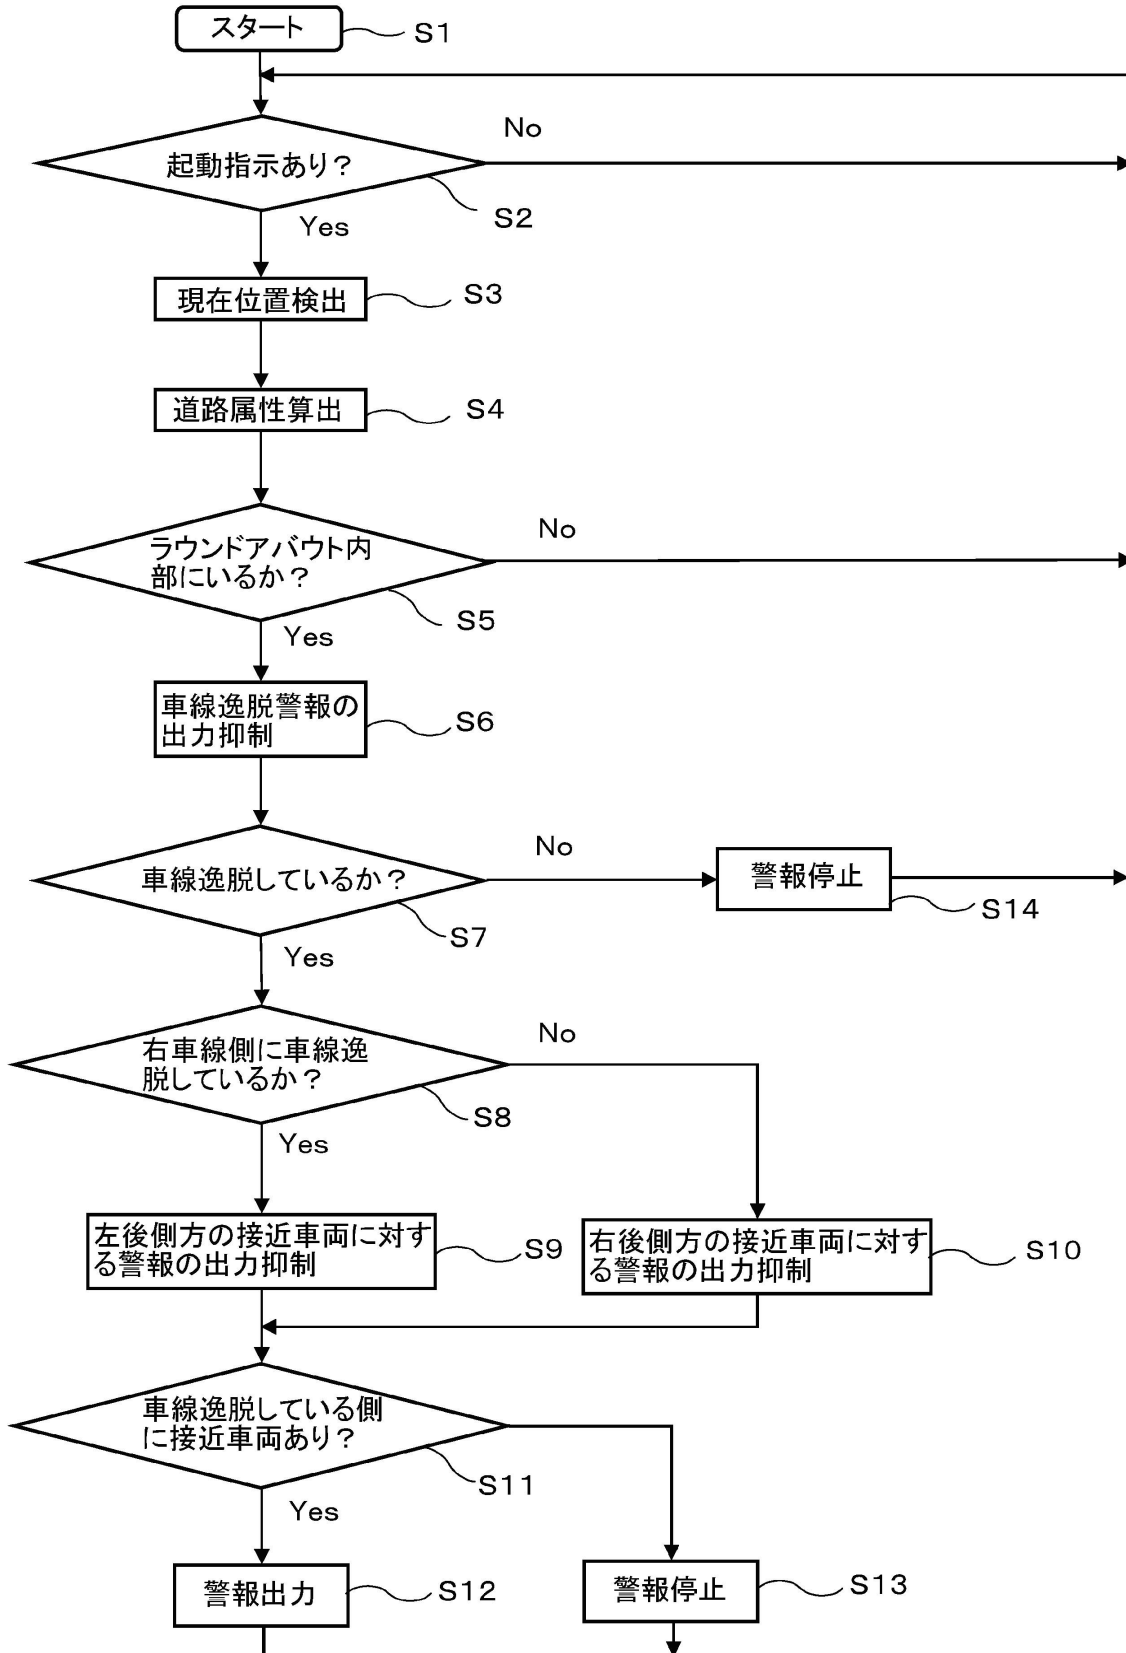 スタート
S1
起動指示あり？
No
S2
Yes
現在位置検出
S3
道路属性算出
S4
ラウンドアバウト内
部にいるか？
No
S5
Yes
車線逸脱警報の
出力抑制
S6
車線逸脱しているか？
No
警報停止
S14
S7
Yes
右車線側に車線逸
脱しているか？
No
S8
Yes
左後側方の接近車両に対す
る警報の出力抑制
S9
右後側方の接近車両に対す
る警報の出力抑制
S10
車線逸脱している側
に接近車両あり？
S11
Yes
警報出力
S12
警報停止
S13